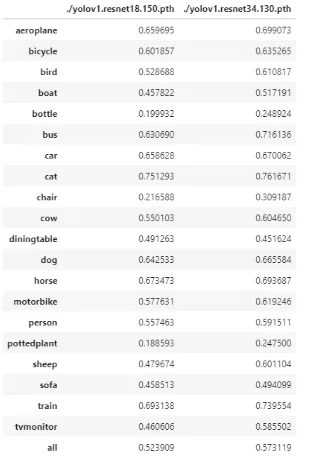 ./yolov1.resnet18.150.pth ./yolov1.resnet34.130.pth
aeroplane 0.659695 0.699073
bicycle 0.601857 0.635265
bird 0.528688 0.610817
boat 0.457822 0.517191
bottle 0.199932 0.248924
bus 0.630690 0.716136
car 0.658628 0.670062
cat 0.751293 0.761671
chair 0.216588 0.309187
cow 0.550103 0.604650
diningtable 0.491263 0.451624
dog 0.642533 0.665584
horse 0.673473 0.693687
motorbike 0.577631 0.619246
person 0.557463 0.591511
pottedplant 0.188593 0.247500
sheep 0.479674 0.601104
sofa 0.458513 0.494099
train 0.693138 0.739554
tvmonitor 0.460606 0.585502
all 0.523909 0.573119